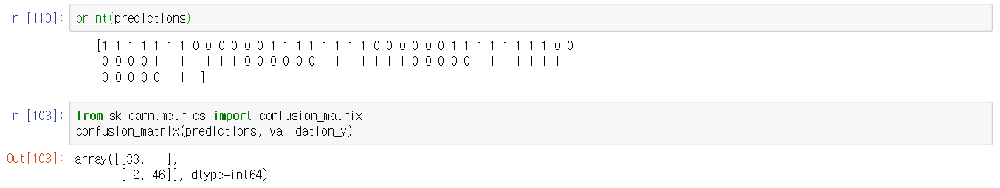 In [110]: print(predictions)
[1 1 1 1 1 1 1 0 0 0 0 0 0 1 1 1 1 1 1 1 1 0 0 0 0 0 0 1 1 1 1 1 1 1 1 0 0
0 0 0 0 1 1 1 1 1 1 1 0 0 0 0 0 0 1 1 1 1 1 1 1 0 0 0 0 0 1 1 1 1 1 1 1 1
0 0 0 0 0 1 1 1]
In [103]: from sklearn.metrics import confusion_matrix
confusion_matrix(predictions, validation_y)
Out[103]: array([[33, 1],
[ 2, 46]], dtype=int64)